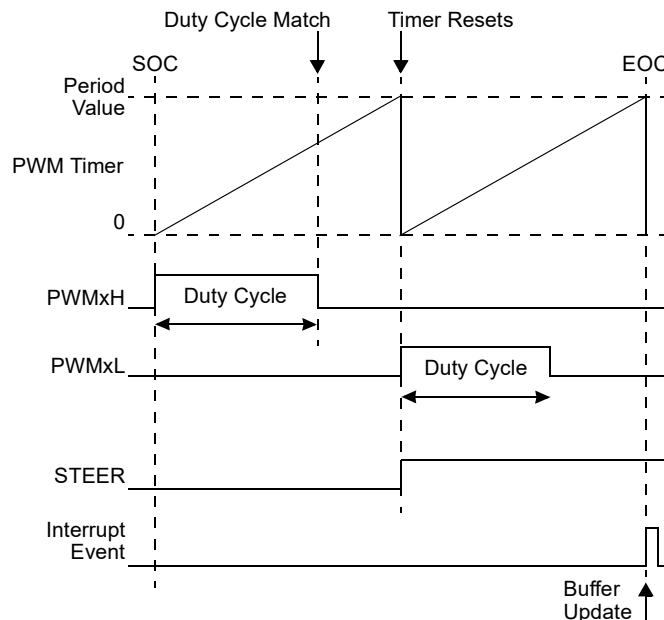 Duty Cycle Match
Timer Resets
SOC
EOC
Period
Value
PWM Timer
0
PWMxH
Duty Cycle
PWMxL
Duty Cycle
STEER
Interrupt
Event
Buffer
Update